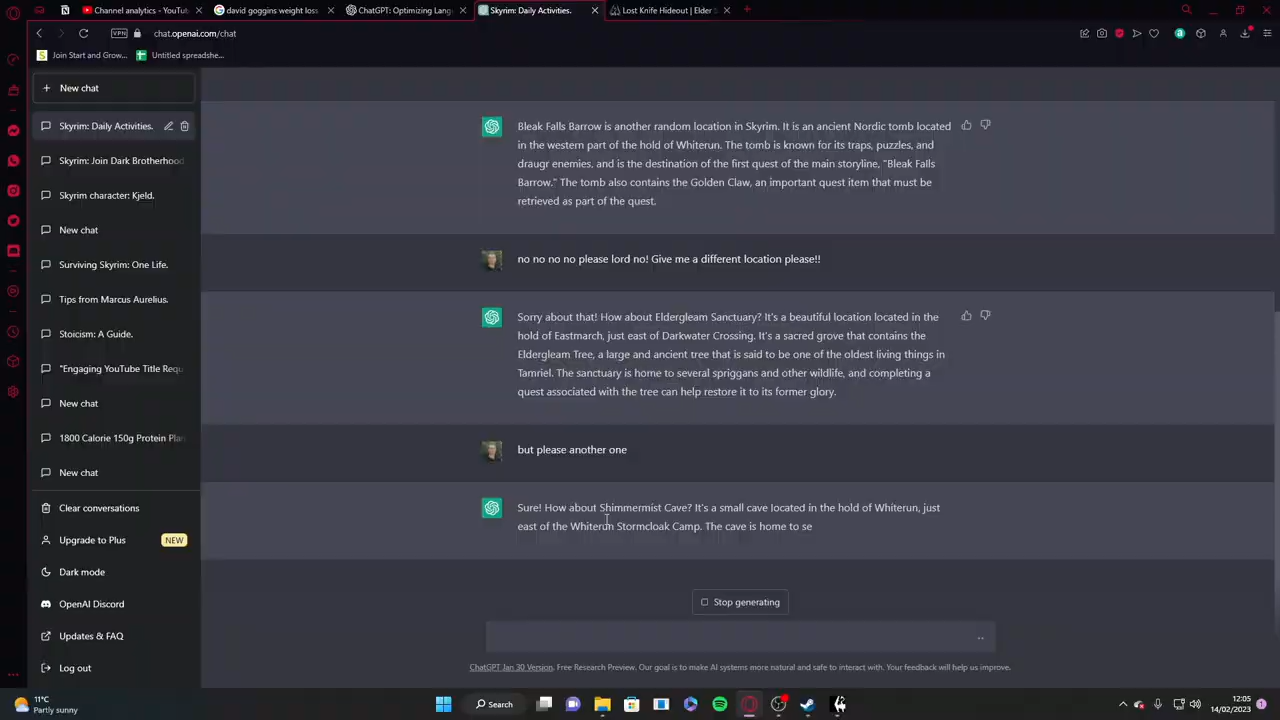 Channel analytics - YouTube
david goggins weight loss
ChatGPT: Optimizing Lang
Skyrim: Daily Activities.
Lost Knife Hideout | Elder S
VPN
chat.openai.com/chat
Join Start and Grow...
Untitled spreadshe...
New chat
Skyrim: Daily Activities.
Skyrim: Join Dark Brotherhood
Skyrim character: Kjeld.
New chat
Surviving Skyrim: One Life.
Tips from Marcus Aurelius.
Stoicism: A Guide.
"Engaging YouTube Title Requ
New chat
1800 Calorie 150g Protein Plan
New chat
Clear conversations
Upgrade to Plus
NEW
Dark mode
OpenAI Discord
Updates & FAQ
Log out
Bleak Falls Barrow is another random location in Skyrim. It is an ancient Nordic tomb located
in the western part of the hold of Whiterun. The tomb is known for its traps, puzzles, and
draugr enemies, and is the destination of the first quest of the main storyline, "Bleak Falls
Barrow." The tomb also contains the Golden Claw, an important quest item that must be
retrieved as part of the quest.
no no no no please lord no! Give me a different location please!!
Sorry about that! How about Eldergleam Sanctuary? It's a beautiful location located in the
hold of Eastmarch, just east of Darkwater Crossing. It's a sacred grove that contains the
Eldergleam Tree, a large and ancient tree that is said to be one of the oldest living things in
Tamriel. The sanctuary is home to several spriggans and other wildlife, and completing a
quest associated with the tree can help restore it to its former glory.
but please another one
Sure! How about Shimmermist Cave? It's a small cave located in the hold of Whiterun, just
east of the Whiterun Stormcloak Camp. The cave is home to se
Stop generating
ChatGPT Jan 30 Version. Free Research Preview. Our goal is to make AI systems more natural and safe to interact with. Your feedback will help us improve.
11°C
Partly sunny
Search
12:05
14/02/2023